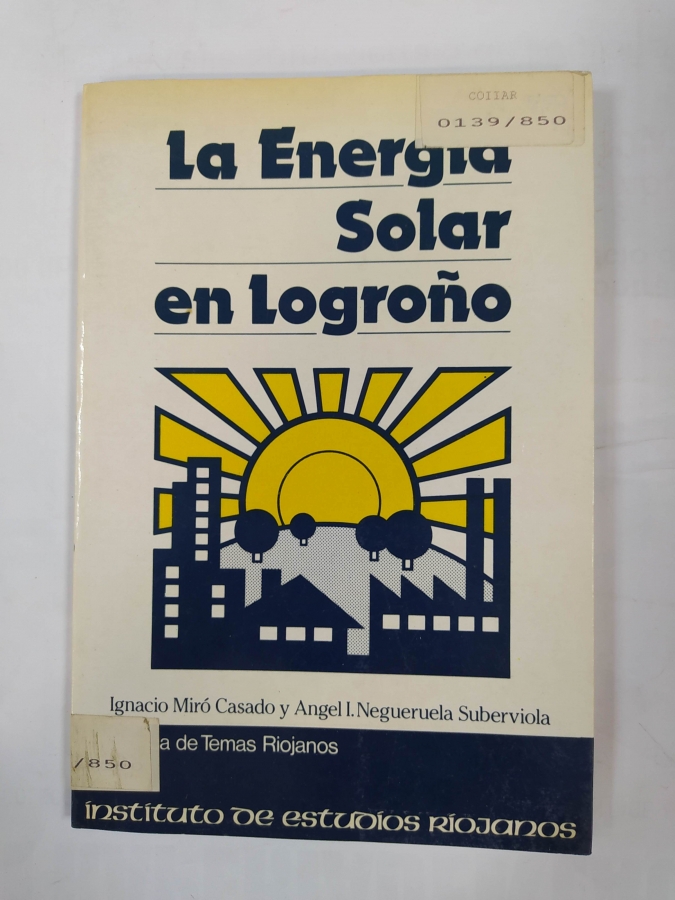 COIIAR
0139/850
La Energía
Solar
en Logroño
Ignacio Miró Casado y Angel I. Negueruela Suberviola
a de Temas Riojanos
/850
instituto de estudios Riojanos